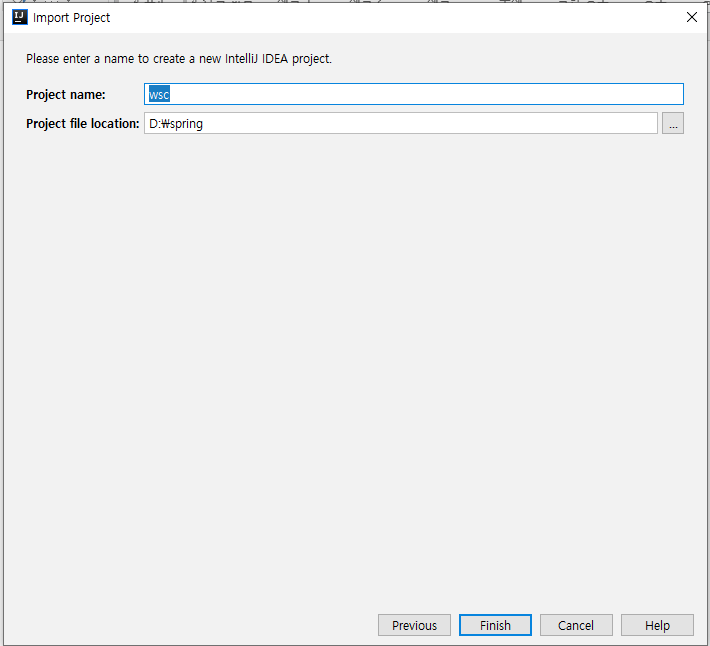 IJ Import Project
Please enter a name to create a new IntelliJ IDEA project.
Project name: wsc
Project file location: D:₩spring ...
Previous Finish Cancel Help